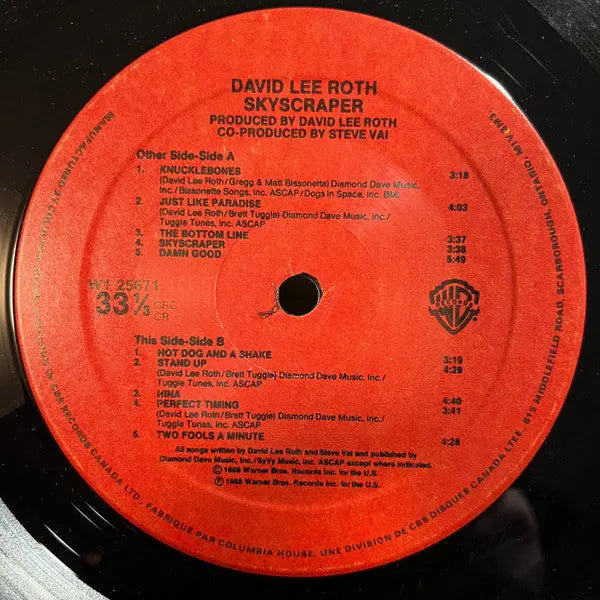 DAVID LEE ROTH
SKYSCRAPER
PRODUCED BY DAVID LEE ROTH
CO-PRODUCED BY STEVE VAI
Other Side-Side A
1. KNUCKLEBONES 3:18
(David Lee Roth/Gregg & Matt Bissonette) Diamond Dave Music,
Inc./Bissonette Songs, Inc. ASCAP/Dogs in Space, Inc. BMI
2. JUST LIKE PARADISE 4:03
(David Lee Roth/Brett Tuggle) Diamond Dave Music, Inc./
Tuggle Tunes, Inc. ASCAP
3. THE BOTTOM LINE 3:37
4. SKYSCRAPER 3:38
5. DAMN GOOD 5:49
W1 25671
33⅓ CRC
CR
RECORDS
This Side-Side B
1. HOT DOG AND A SHAKE 3:19
2. STAND UP 4:39
(David Lee Roth/Brett Tuggle) Diamond Dave Music, Inc./
Tuggle Tunes, Inc. ASCAP
3. HINA 4:40
4. PERFECT TIMING 3:41
(David Lee Roth/Brett Tuggle) Diamond Dave Music, Inc./
Tuggle Tunes, Inc. ASCAP
5. TWO FOOLS A MINUTE 4:28
All songs written by David Lee Roth and Steve Vai and published by
Diamond Dave Music, Inc./SyVy Music, Inc. ASCAP except where indicated.
© 1988 Warner Bros. Records Inc. for the U.S.
℗ 1988 Warner Bros. Records Inc. for the U.S.
MANUFACTURED BY CBS RECORDS CANADA LTD. FABRIQUE PAR COLUMBIA HOUSE, UNE DIVISION DE CBS DISQUES CANADA LTEE. 815 MIDDLEFIELD ROAD, SCARBOROUGH, ONTARIO,